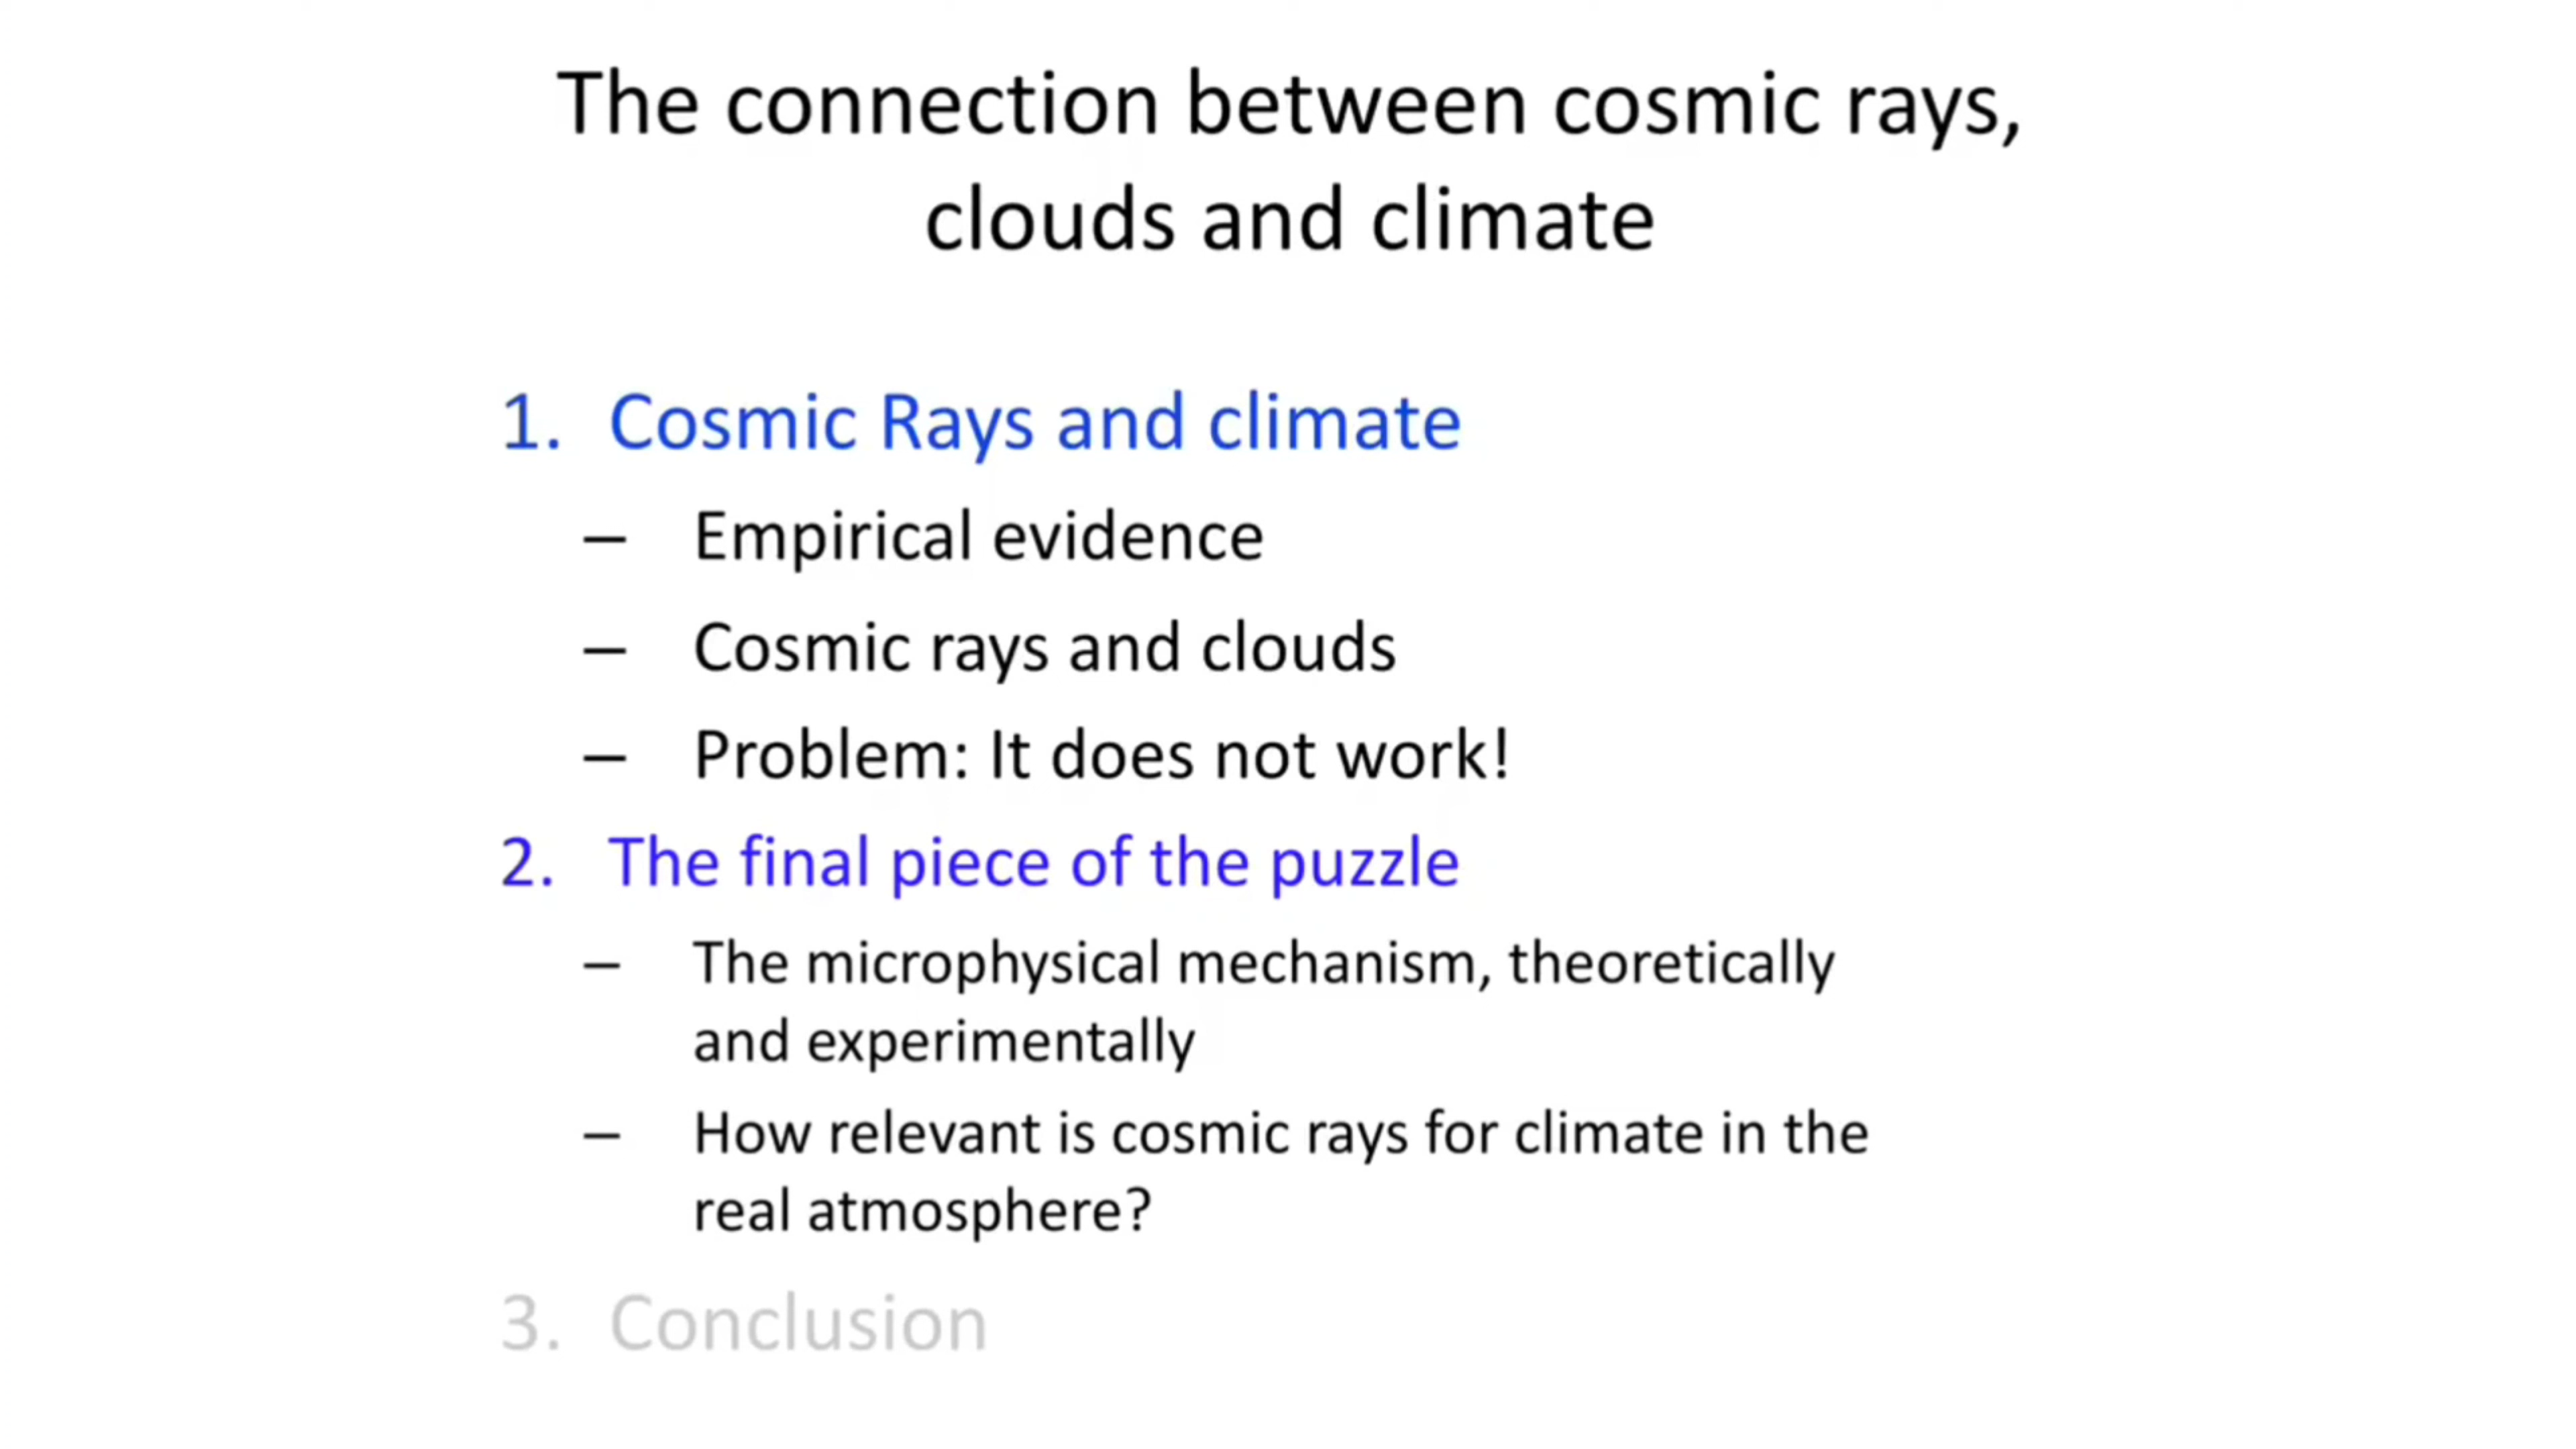 The connection between cosmic rays,
clouds and climate
1. Cosmic Rays and climate
– Empirical evidence
– Cosmic rays and clouds
– Problem: It does not work!
2. The final piece of the puzzle
– The microphysical mechanism, theoretically
and experimentally
– How relevant is cosmic rays for climate in the
real atmosphere?
3. Conclusion